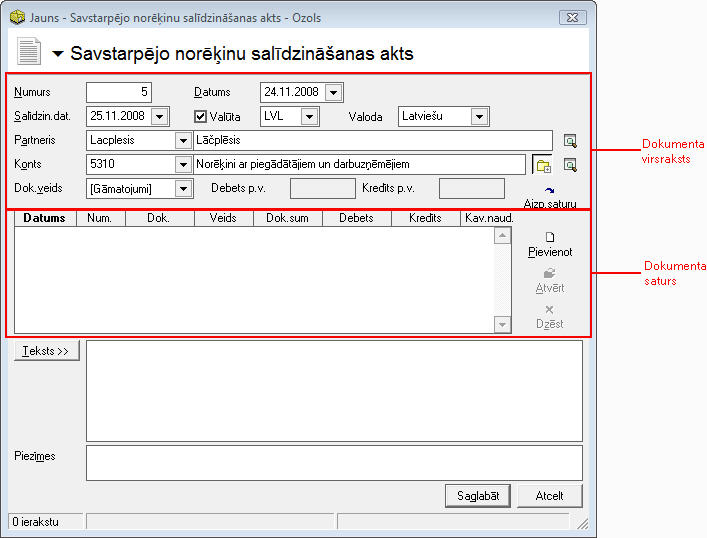 Jauns - Savstarpējo norēķinu salīdzināšanas akts - Ozols
Savstarpējo norēķinu salīdzināšanas akts
Numurs 5 Datums 24.11.2008
Salīdzin.dat. 25.11.2008 Valūta LVL Valoda Latviešu
Partneris Lacplesis Lāčplēsis
Konts 5310 Norēķini ar piegādātājiem un darbuzņēmējiem
Dok.veids [Gāmatojumi] Debets p.v. Kredīts p.v.
Aizp.saturu
Dokumenta
virsraksts
Datums Num. Dok. Veids Dok.sum Debets Kredīts Kav.naud.
Pievienot
Atvērt
Dzēst
Dokumenta
saturs
Teksts >>
Piezīmes
Saglabāt Atcelt
0 ierakstu